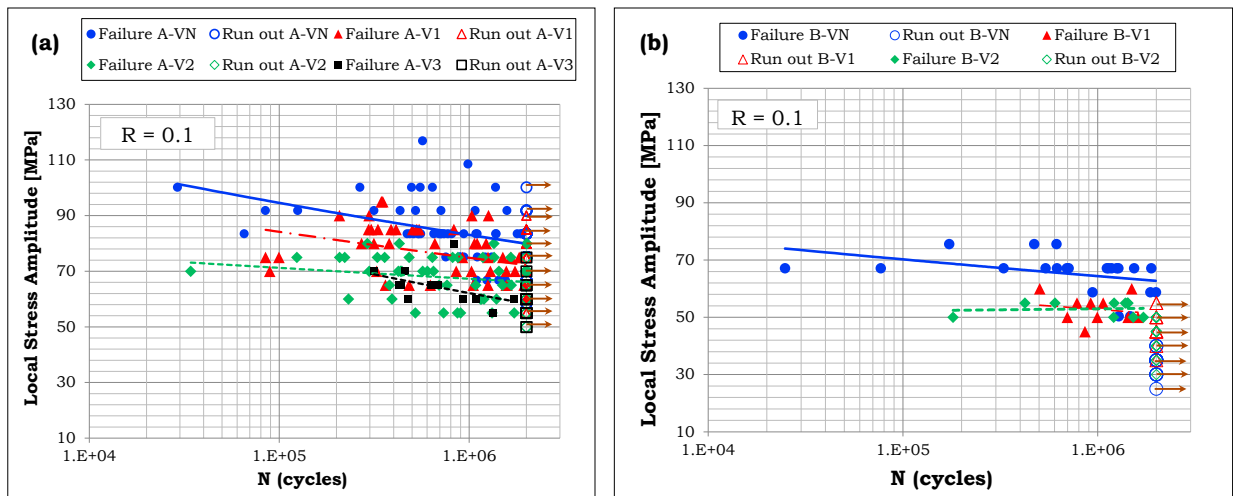 (a)
Failure A-VN Run out A-VN Failure A-V1 Run out A-V1
Failure A-V2 Run out A-V2 Failure A-V3 Run out A-V3
R = 0.1
Local Stress Amplitude [MPa]
130
110
90
70
50
30
10
1.E+04 1.E+05 1.E+06
N (cycles)
(b)
Failure B-VN Run out B-VN Failure B-V1
Run out B-V1 Failure B-V2 Run out B-V2
R = 0.1
Local Stress Amplitude [MPa]
130
110
90
70
50
30
10
1.E+04 1.E+05 1.E+06
N (cycles)